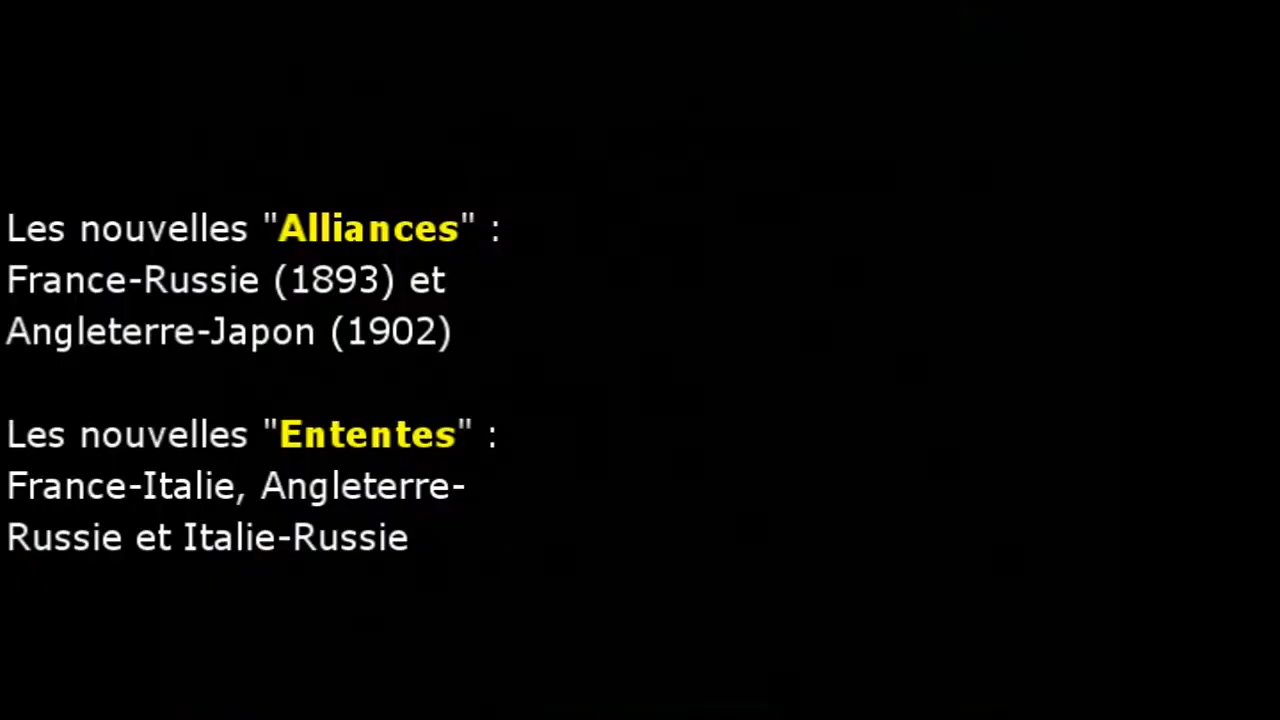 Les nouvelles "Alliances" :
France-Russie (1893) et
Angleterre-Japon (1902)
Les nouvelles "Ententes" :
France-Italie, Angleterre-
Russie et Italie-Russie